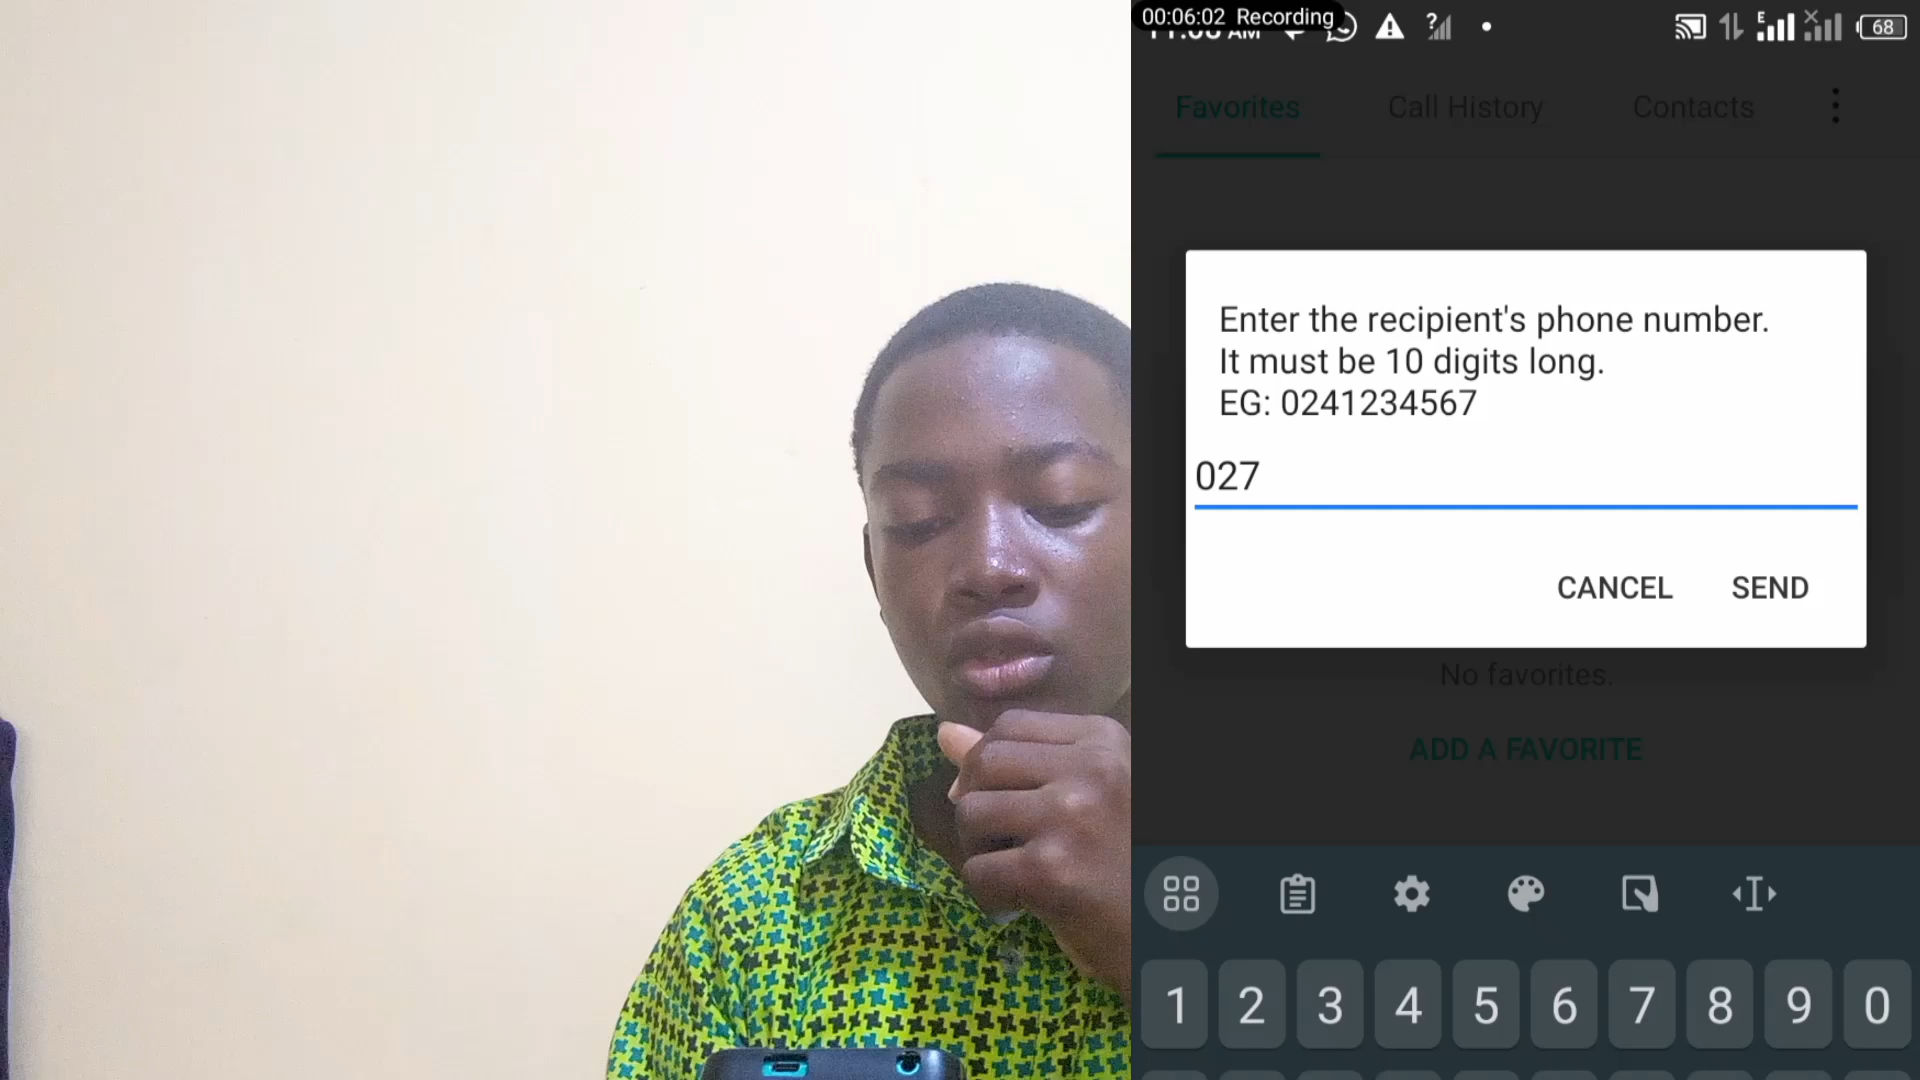 00:06:02 Recording
E
68
Favorites
Call History
Contacts
Enter the recipient's phone number.
It must be 10 digits long.
EG: 0241234567
027
CANCEL
SEND
No favorites.
ADD A FAVORITE
1 2 3 4 5 6 7 8 9 0